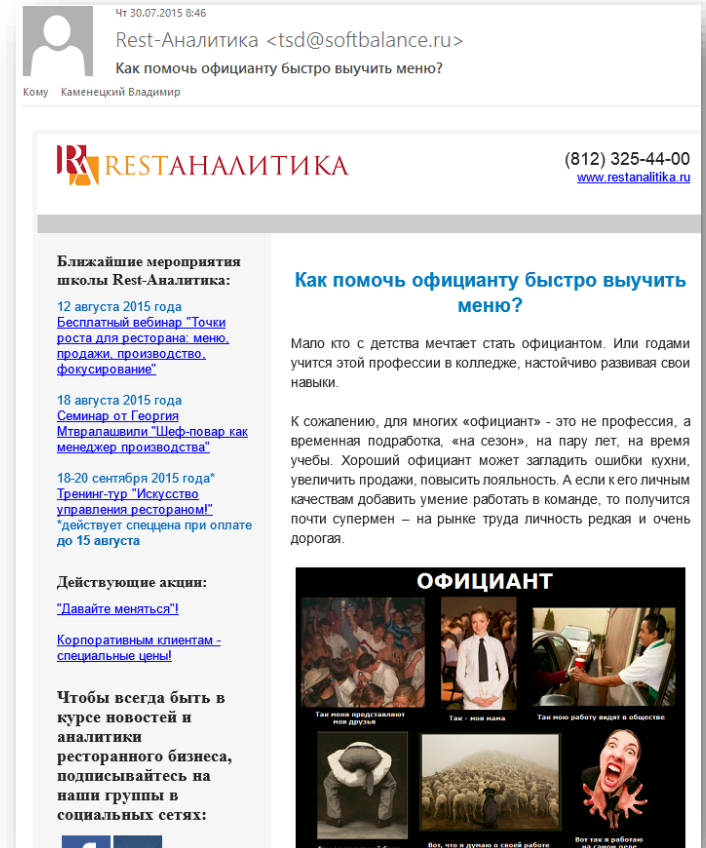 Чт 30.07.2015 8:46
Rest-Аналитика <tsd@softbalance.ru>
Как помочь официанту быстро выучить меню?
Кому Каменецкий Владимир
RA RESTАНАЛИТИКА
(812) 325-44-00
www.restanalitika.ru
Ближайшие мероприятия
школы Rest-Аналитика:
12 августа 2015 года
Бесплатный вебинар "Точки
роста для ресторана: меню,
продажи, производство,
фокусирование"
18 августа 2015 года
Семинар от Георгия
Мтвралашвили "Шеф-повар как
менеджер производства"
18-20 сентября 2015 года*
Тренинг-тур "Искусство
управления рестораном!"
*действует спеццена при оплате
до 15 августа
Действующие акции:
"Давайте меняться"!
Корпоративным клиентам -
специальные цены!
Чтобы всегда быть в
курсе новостей и
аналитики
ресторанного бизнеса,
подписывайтесь на
наши группы в
социальных сетях:
Как помочь официанту быстро выучить
меню?
Мало кто с детства мечтает стать официантом. Или годами
учится этой профессии в колледже, настойчиво развивая свои
навыки.
К сожалению, для многих «официант» - это не профессия, а
временная подработка, «на сезон», на пару лет, на время
учебы. Хороший официант может загладить ошибки кухни,
увеличить продажи, повысить лояльность. А если к его личным
качествам добавить умение работать в команде, то получится
почти супермен – на рынке труда личность редкая и очень
дорогая.
ОФИЦИАНТ
Так меня представляют
мои друзья
Так - моя мама
Так мою работу видят в обществе
Вот, что я думаю о своей работе
Вот так я работаю
на самом деле